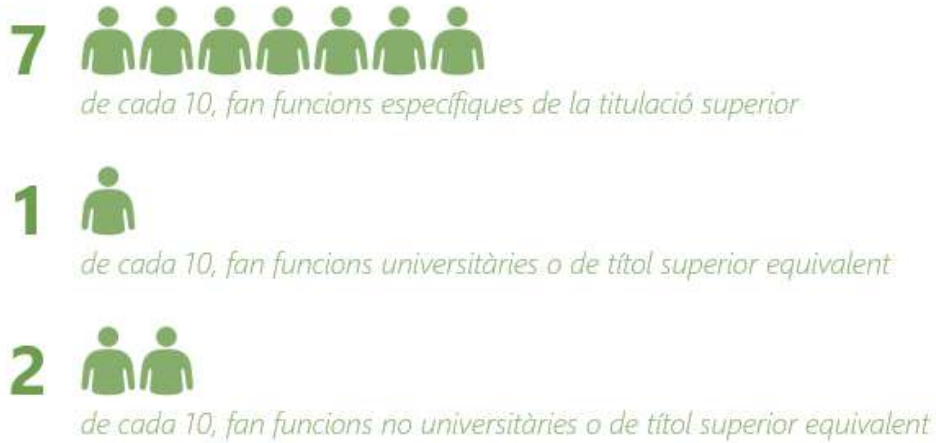 7
de cada 10, fan funcions específiques de la titulació superior
1
de cada 10, fan funcions universitàries o de títol superior equivalent
2
de cada 10, fan funcions no universitàries o de títol superior equivalent